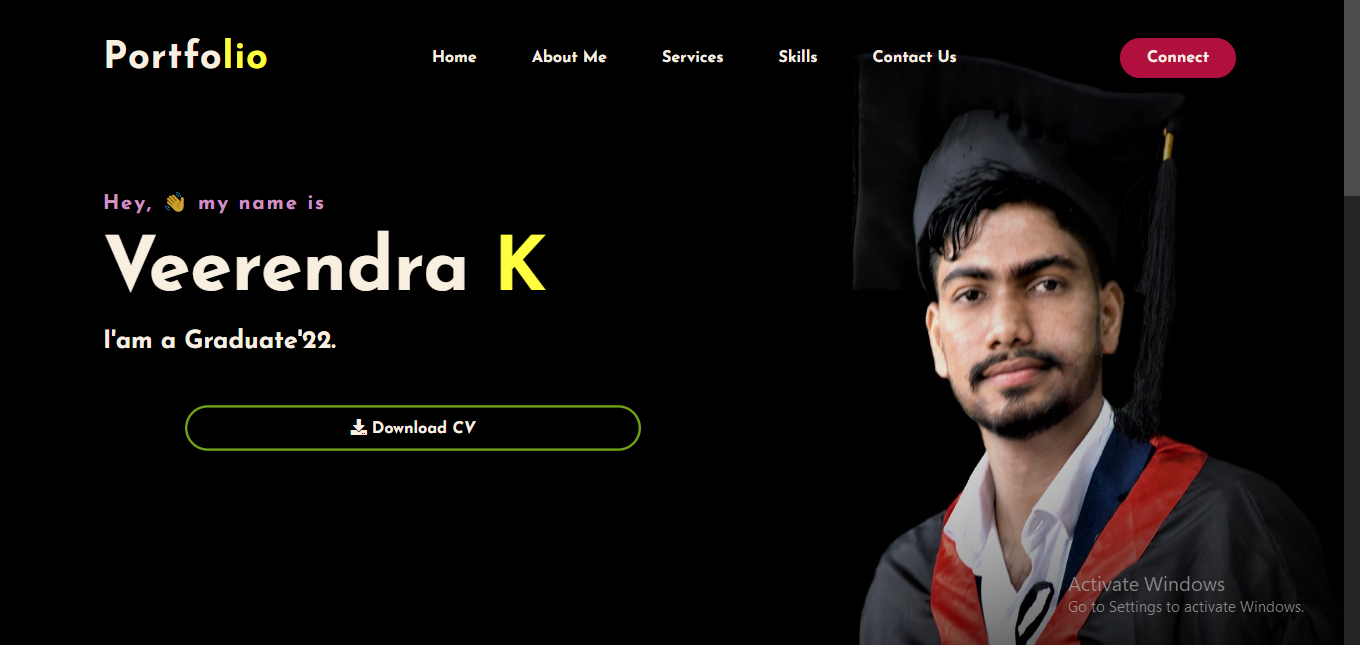 Portfolio
Home About Me Services Skills Contact Us Connect
Hey, 👋 my name is
Veerendra K
I'am a Graduate'22.
Download CV
Activate Windows
Go to Settings to activate Windows.